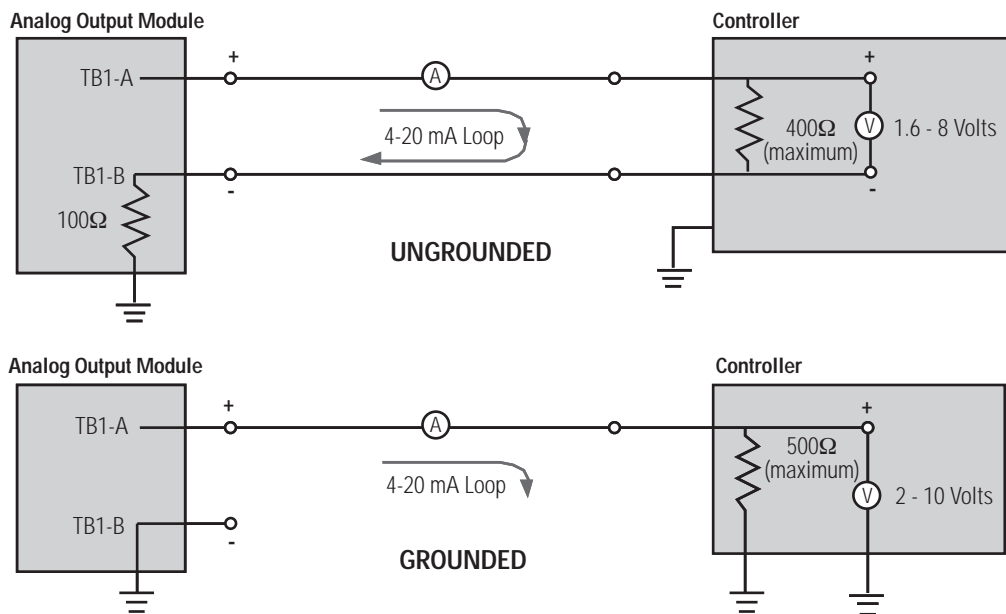 Analog Output Module
Controller
TB1-A
+
A
+
4-20 mA Loop
400Ω
(maximum)
V
1.6 - 8 Volts
TB1-B
-
-
100Ω
UNGROUNDED
Analog Output Module
Controller
TB1-A
+
A
+
4-20 mA Loop
500Ω
(maximum)
V
2 - 10 Volts
TB1-B
-
GROUNDED